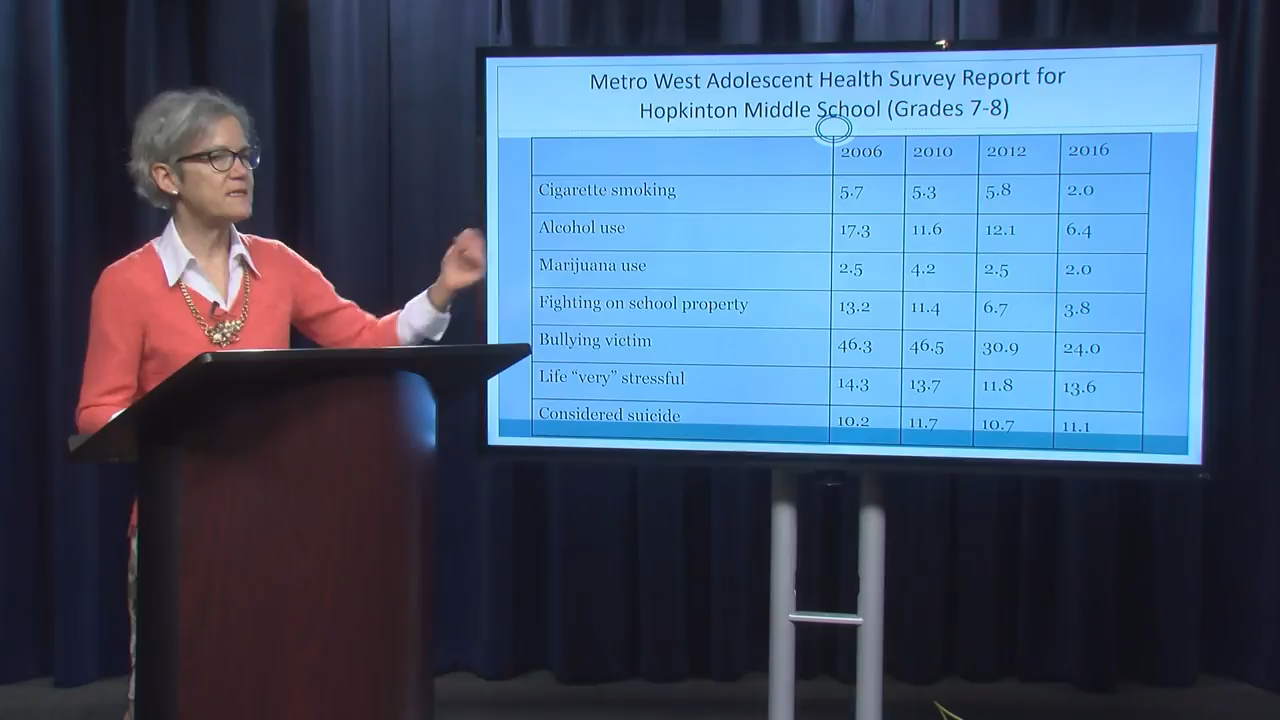 Metro West Adolescent Health Survey Report for
Hopkinton Middle School (Grades 7-8)
2006 2010 2012 2016
Cigarette smoking 5.7 5.3 5.8 2.0
Alcohol use 17.3 11.6 12.1 6.4
Marijuana use 2.5 4.2 2.5 2.0
Fighting on school property 13.2 11.4 6.7 3.8
Bullying victim 46.3 46.5 30.9 24.0
Life “very” stressful 14.3 13.7 11.8 13.6
Considered suicide 10.2 11.7 10.7 11.1